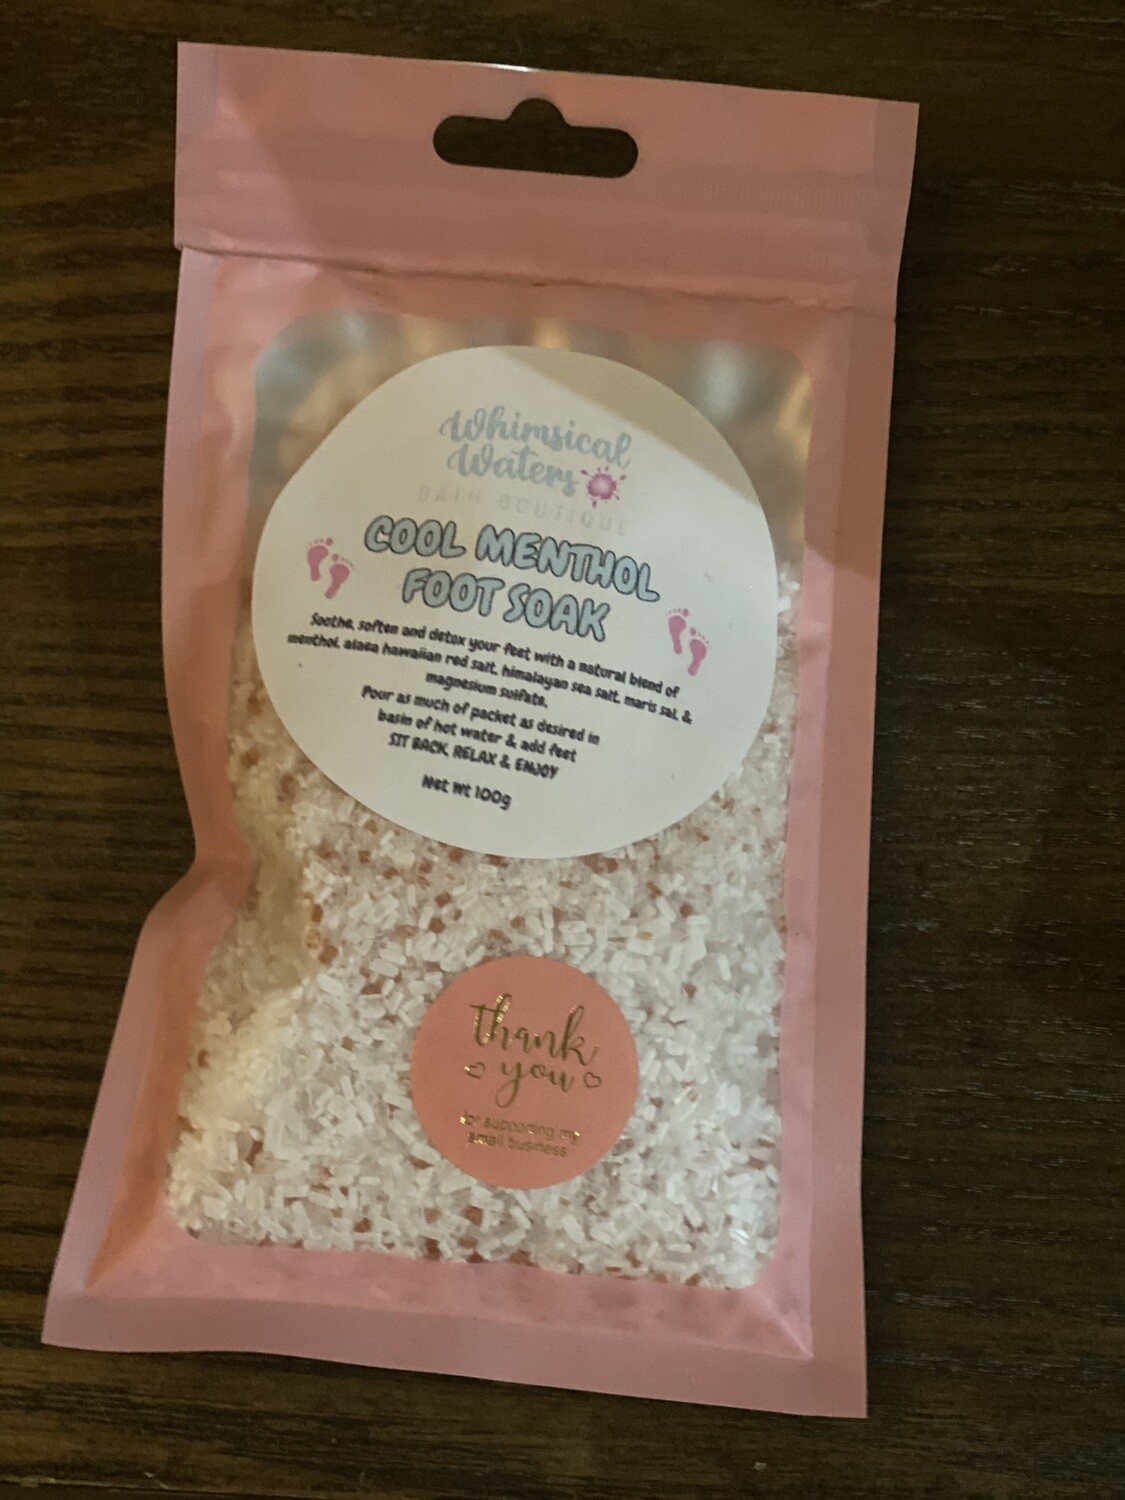 Whimsical
Waters
BATH BOUTIQUE
COOL MENTHOL
FOOT SOAK
Soothe, soften and detox your feet with a natural blend of
menthol, alaea hawaiian red salt, himalayan sea salt, maris sal, &
magnesium sulfate.
Pour as much of packet as desired in
basin of hot water & add feet
SIT BACK, RELAX & ENJOY
Net wt 100g
thank
you
for supporting my
small business